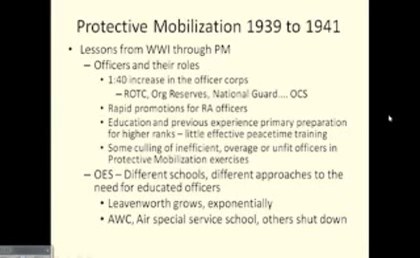 Protective Mobilization 1939 to 1941
• Lessons from WWI through PM
– Officers and their roles
• 1:40 increase in the officer corps
– ROTC, Org Reserves, National Guard.... OCS
• Rapid promotions for RA officers
• Education and previous experience primary preparation
for higher ranks – little effective peacetime training
• Some culling of inefficient, overage or unfit officers in
Protective Mobilization exercises
– OES – Different schools, different approaches to the
need for educated officers
• Leavenworth grows, exponentially
• AWC, Air special service school, others shut down